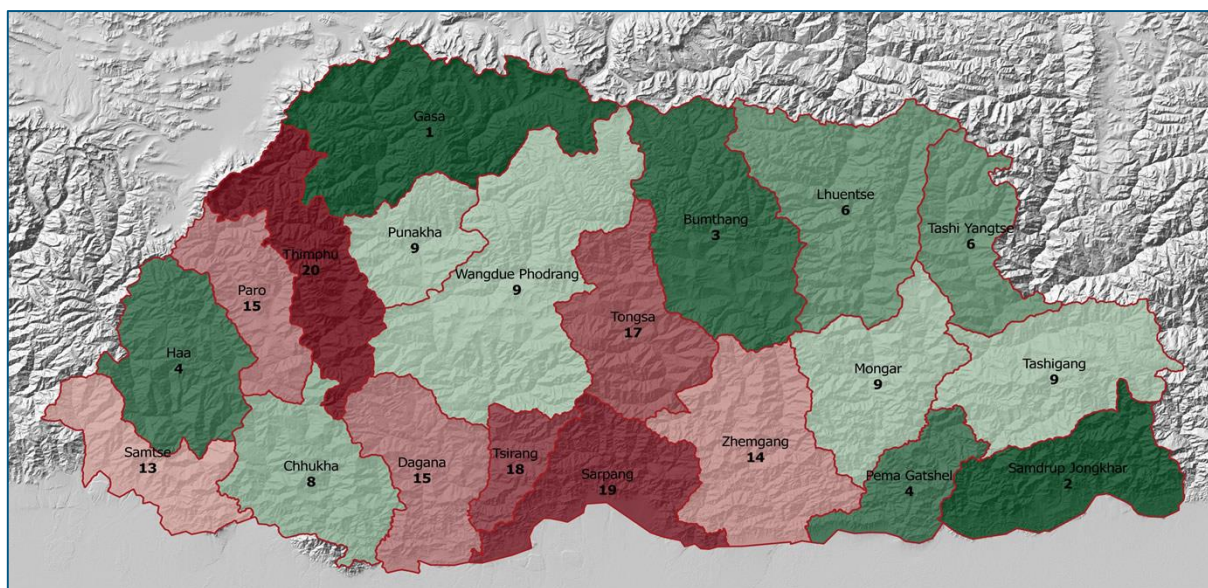 Gasa
1
Lhuentse
6
Bumthang
3
Punakha
9
Tashi Yangtse
6
Thimphu
20
Wangdue Phodrang
9
Paro
15
Tongsa
17
Haa
4
Mongar
9
Tashigang
9
Zhemgang
14
Samtse
13
Tsirang
18
Chhukha
8
Dagana
15
Sarpang
19
Pema Gatshel
4
Samdrup Jongkhar
2